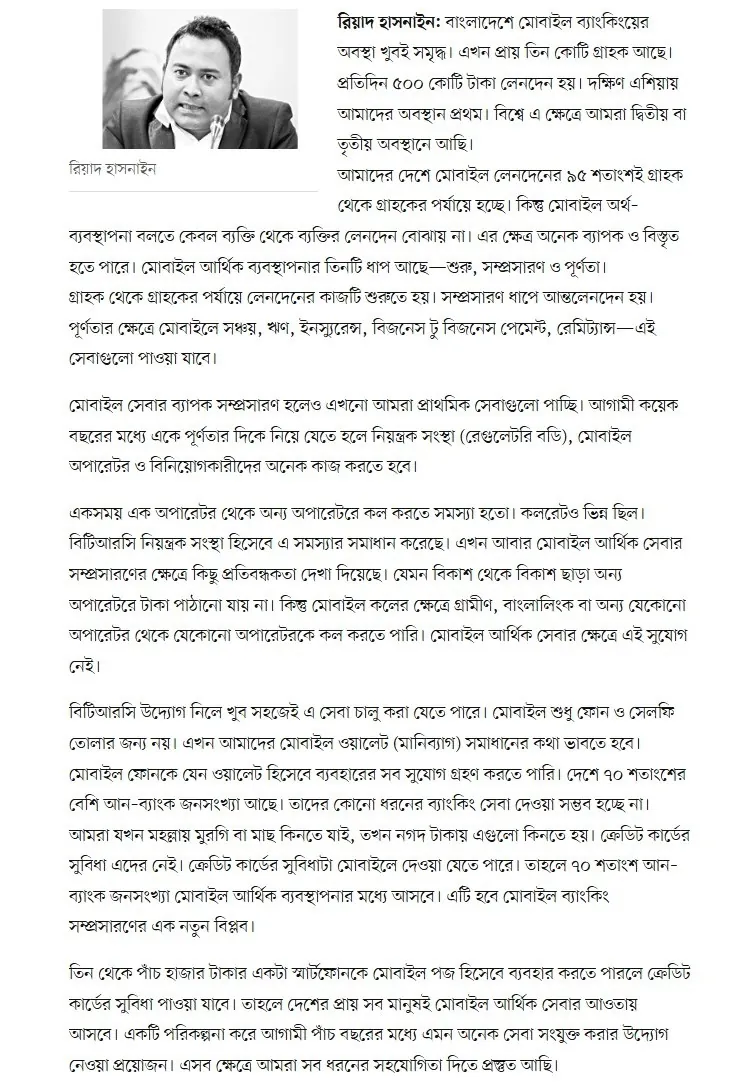 রিয়াদ হাসনাইন: বাংলাদেশে মোবাইল ব্যাংকিংয়ের
অবস্থা খুবই সমৃদ্ধ। এখন প্রায় তিন কোটি গ্রাহক আছে।
প্রতিদিন ৫০০ কোটি টাকা লেনদেন হয়। দক্ষিণ এশিয়ায়
আমাদের অবস্থান প্রথম। বিশ্বে এ ক্ষেত্রে আমরা দ্বিতীয় বা
তৃতীয় অবস্থানে আছি।
রিয়াদ হাসনাইন
আমাদের দেশে মোবাইল লেনদেনের ৯৫ শতাংশই গ্রাহক
থেকে গ্রাহকের পর্যায়ে হচ্ছে। কিন্তু মোবাইল অর্থ-
ব্যবস্থাপনা বলতে কেবল ব্যক্তি থেকে ব্যক্তির লেনদেন বোঝায় না। এর ক্ষেত্র অনেক ব্যাপক ও বিস্তৃত
হতে পারে। মোবাইল আর্থিক ব্যবস্থাপনার তিনটি ধাপ আছে—শুরু, সম্প্রসারণ ও পূর্ণতা।
গ্রাহক থেকে গ্রাহকের পর্যায়ে লেনদেনের কাজটি শুরুতে হয়। সম্প্রসারণ ধাপে আন্তলেনদেন হয়।
পূর্ণতার ক্ষেত্রে মোবাইলে সঞ্চয়, ঋণ, ইনস্যুরেন্স, বিজনেস টু বিজনেস পেমেন্ট, রেমিট্যান্স—এই
সেবাগুলো পাওয়া যাবে।
মোবাইল সেবার ব্যাপক সম্প্রসারণ হলেও এখনো আমরা প্রাথমিক সেবাগুলো পাচ্ছি। আগামী কয়েক
বছরের মধ্যে একে পূর্ণতার দিকে নিয়ে যেতে হলে নিয়ন্ত্রক সংস্থা (রেগুলেটরি বডি), মোবাইল
অপারেটর ও বিনিয়োগকারীদের অনেক কাজ করতে হবে।
একসময় এক অপারেটর থেকে অন্য অপারেটরে কল করতে সমস্যা হতো। কলরেটও ভিন্ন ছিল।
বিটিআরসি নিয়ন্ত্রক সংস্থা হিসেবে এ সমস্যার সমাধান করেছে। এখন আবার মোবাইল আর্থিক সেবার
সম্প্রসারণের ক্ষেত্রে কিছু প্রতিবন্ধকতা দেখা দিয়েছে। যেমন বিকাশ থেকে বিকাশ ছাড়া অন্য
অপারেটরে টাকা পাঠানো যায় না। কিন্তু মোবাইল কলের ক্ষেত্রে গ্রামীণ, বাংলালিংক বা অন্য যেকোনো
অপারেটর থেকে যেকোনো অপারেটরকে কল করতে পারি। মোবাইল আর্থিক সেবার ক্ষেত্রে এই সুযোগ
নেই।
বিটিআরসি উদ্যোগ নিলে খুব সহজেই এ সেবা চালু করা যেতে পারে। মোবাইল শুধু ফোন ও সেলফি
তোলার জন্য নয়। এখন আমাদের মোবাইল ওয়ালেট (মানিব্যাগ) সমাধানের কথা ভাবতে হবে।
মোবাইল ফোনকে যেন ওয়ালেট হিসেবে ব্যবহারের সব সুযোগ গ্রহণ করতে পারি। দেশে ৭০ শতাংশের
বেশি আন-ব্যাংক জনসংখ্যা আছে। তাদের কোনো ধরনের ব্যাংকিং সেবা দেওয়া সম্ভব হচ্ছে না।
আমরা যখন মহল্লায় মুরগি বা মাছ কিনতে যাই, তখন নগদ টাকায় এগুলো কিনতে হয়। ক্রেডিট কার্ডের
সুবিধা এদের নেই। ক্রেডিট কার্ডের সুবিধাটা মোবাইলে দেওয়া যেতে পারে। তাহলে ৭০ শতাংশ আন-
ব্যাংক জনসংখ্যা মোবাইল আর্থিক ব্যবস্থাপনার মধ্যে আসবে। এটি হবে মোবাইল ব্যাংকিং
সম্প্রসারণের এক নতুন বিপ্লব।
তিন থেকে পাঁচ হাজার টাকার একটা স্মার্টফোনকে মোবাইল পজ হিসেবে ব্যবহার করতে পারলে ক্রেডিট
কার্ডের সুবিধা পাওয়া যাবে। তাহলে দেশের প্রায় সব মানুষই মোবাইল আর্থিক সেবার আওতায়
আসবে। একটি পরিকল্পনা করে আগামী পাঁচ বছরের মধ্যে এমন অনেক সেবা সংযুক্ত করার উদ্যোগ
নেওয়া প্রয়োজন। এসব ক্ষেত্রে আমরা সব ধরনের সহযোগিতা দিতে প্রস্তুত আছি।